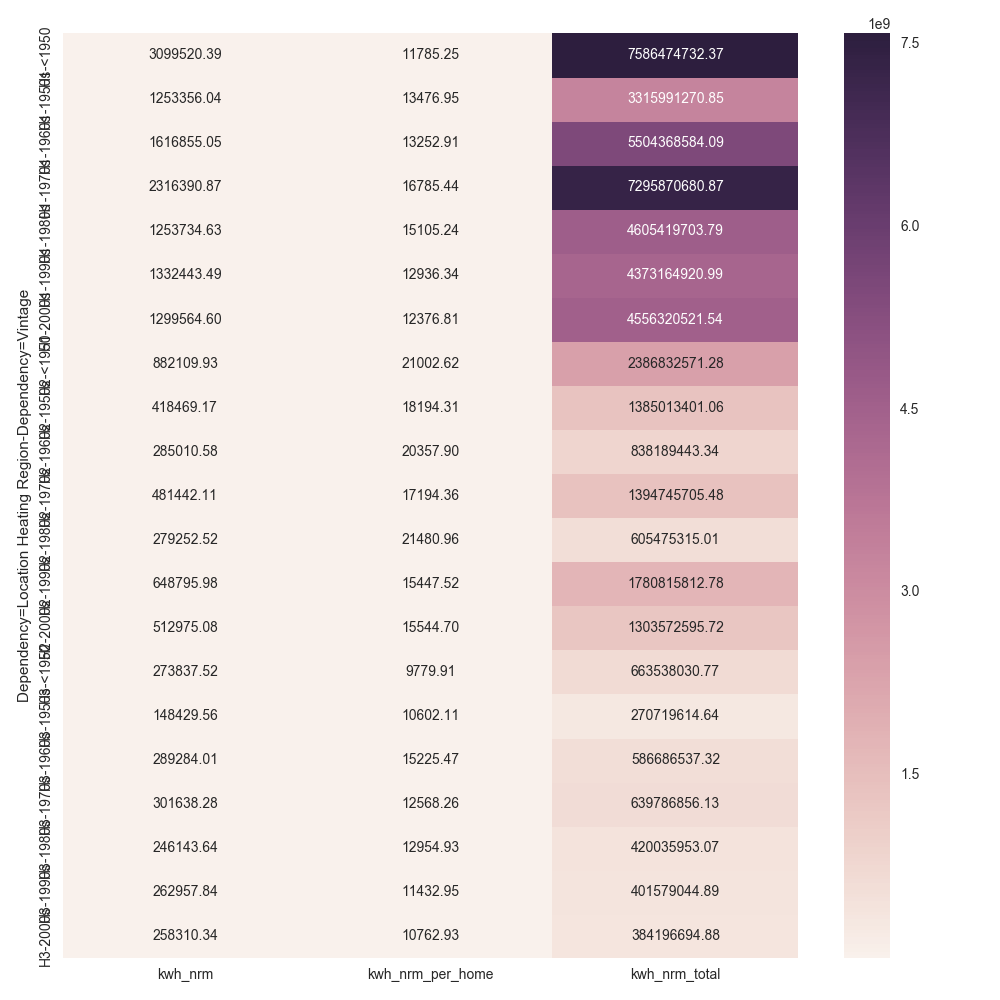 1e9
3099520.39 11785.25 7586474732.37
1253356.04 13476.95 3315991270.85
1616855.05 13252.91 5504368584.09
2316390.87 16785.44 7295870680.87
1253734.63 15105.24 4605419703.79
1332443.49 12936.34 4373164920.99
1299564.60 12376.81 4556320521.54
882109.93 21002.62 2386832571.28
418469.17 18194.31 1385013401.06
285010.58 20357.90 838189443.34
481442.11 17194.36 1394745705.48
279252.52 21480.96 605475315.01
648795.98 15447.52 1780815812.78
512975.08 15544.70 1303572595.72
273837.52 9779.91 663538030.77
148429.56 10602.11 270719614.64
289284.01 15225.47 586686537.32
301638.28 12568.26 639786856.13
246143.64 12954.93 420035953.07
262957.84 11432.95 401579044.89
258310.34 10762.93 384196694.88
kwh_nrm kwh_nrm_per_home kwh_nrm_total
Dependency=Location Heating Region-Dependency=Vintage
7.5
6.0
4.5
3.0
1.5